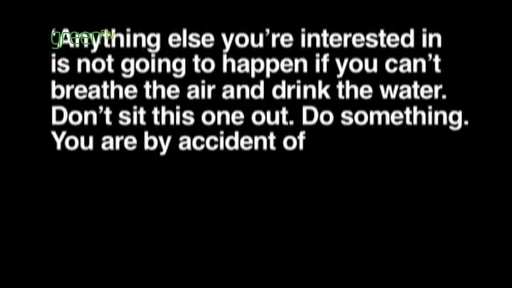 green
'Anything else you're interested in
is not going to happen if you can't
breathe the air and drink the water.
Don't sit this one out. Do something.
You are by accident of